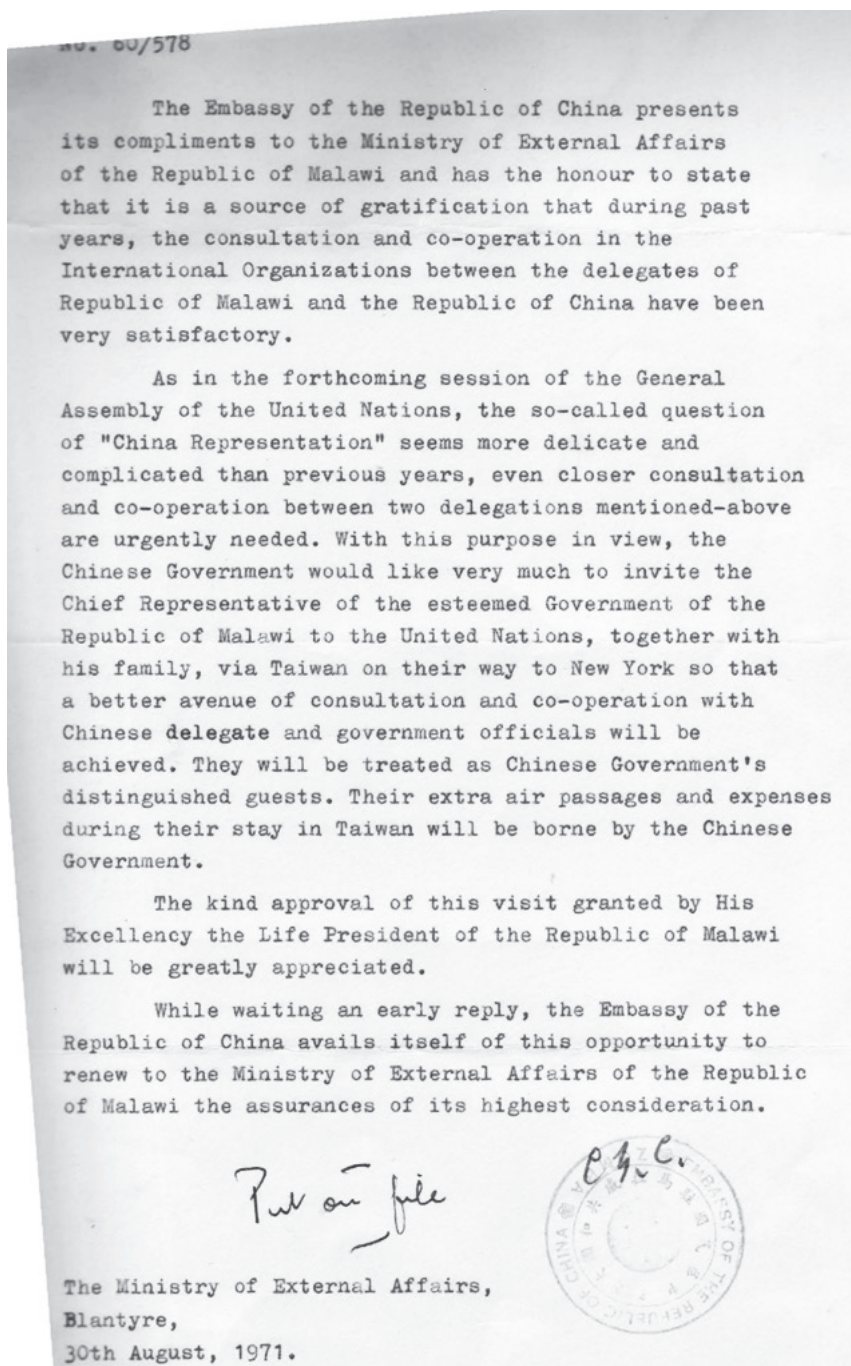 No. 60/578
The Embassy of the Republic of China presents
its compliments to the Ministry of External Affairs
of the Republic of Malawi and has the honour to state
that it is a source of gratification that during past
years, the consultation and co-operation in the
International Organizations between the delegates of
Republic of Malawi and the Republic of China have been
very satisfactory.
As in the forthcoming session of the General
Assembly of the United Nations, the so-called question
of "China Representation" seems more delicate and
complicated than previous years, even closer consultation
and co-operation between two delegations mentioned-above
are urgently needed. With this purpose in view, the
Chinese Government would like very much to invite the
Chief Representative of the esteemed Government of the
Republic of Malawi to the United Nations, together with
his family, via Taiwan on their way to New York so that
a better avenue of consultation and co-operation with
Chinese delegate and government officials will be
achieved. They will be treated as Chinese Government's
distinguished guests. Their extra air passages and expenses
during their stay in Taiwan will be borne by the Chinese
Government.
The kind approval of this visit granted by His
Excellency the Life President of the Republic of Malawi
will be greatly appreciated.
While waiting an early reply, the Embassy of the
Republic of China avails itself of this opportunity to
renew to the Ministry of External Affairs of the Republic
of Malawi the assurances of its highest consideration.
Put on file
EMBASSY OF THE REPUBLIC OF CHINA
The Ministry of External Affairs,
Blantyre,
30th August, 1971.